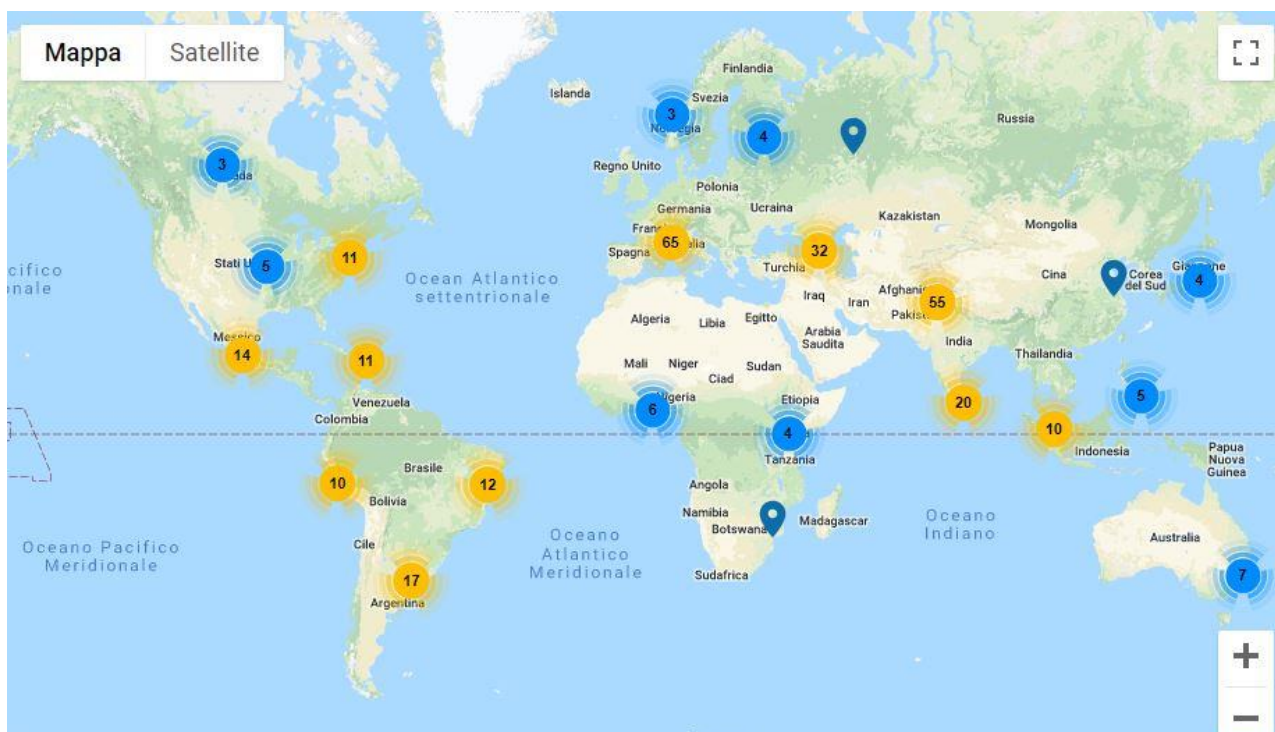 Mappa
Satellite
Finlandia
Islanda
Svezia
3
Russia
4
3
Regno Unito
Polonia
Germania
Ucraina
Kazakistan
Mongolia
65
32
11
Spagna
Turchia
5
Cina
Corea
del Sud
4
Ocean Atlantico
settentrionale
Iraq
Iran
55
Algeria
Libia
Egitto
Arabia
Saudita
India
14
11
Mali
Niger
Ciad
Sudan
Thailandia
Venezuela
6
Etiopia
20
5
Colombia
4
10
Indonesia
Tanzania
Papua
Nuova
Guinea
Brasile
10
12
Bolivia
Angola
Namibia
Botswana
Madagascar
Oceano
Indiano
Oceano Pacifico
Meridionale
Cile
Oceano
Atlantico
Meridionale
Australia
17
Argentina
Sudafrica
7